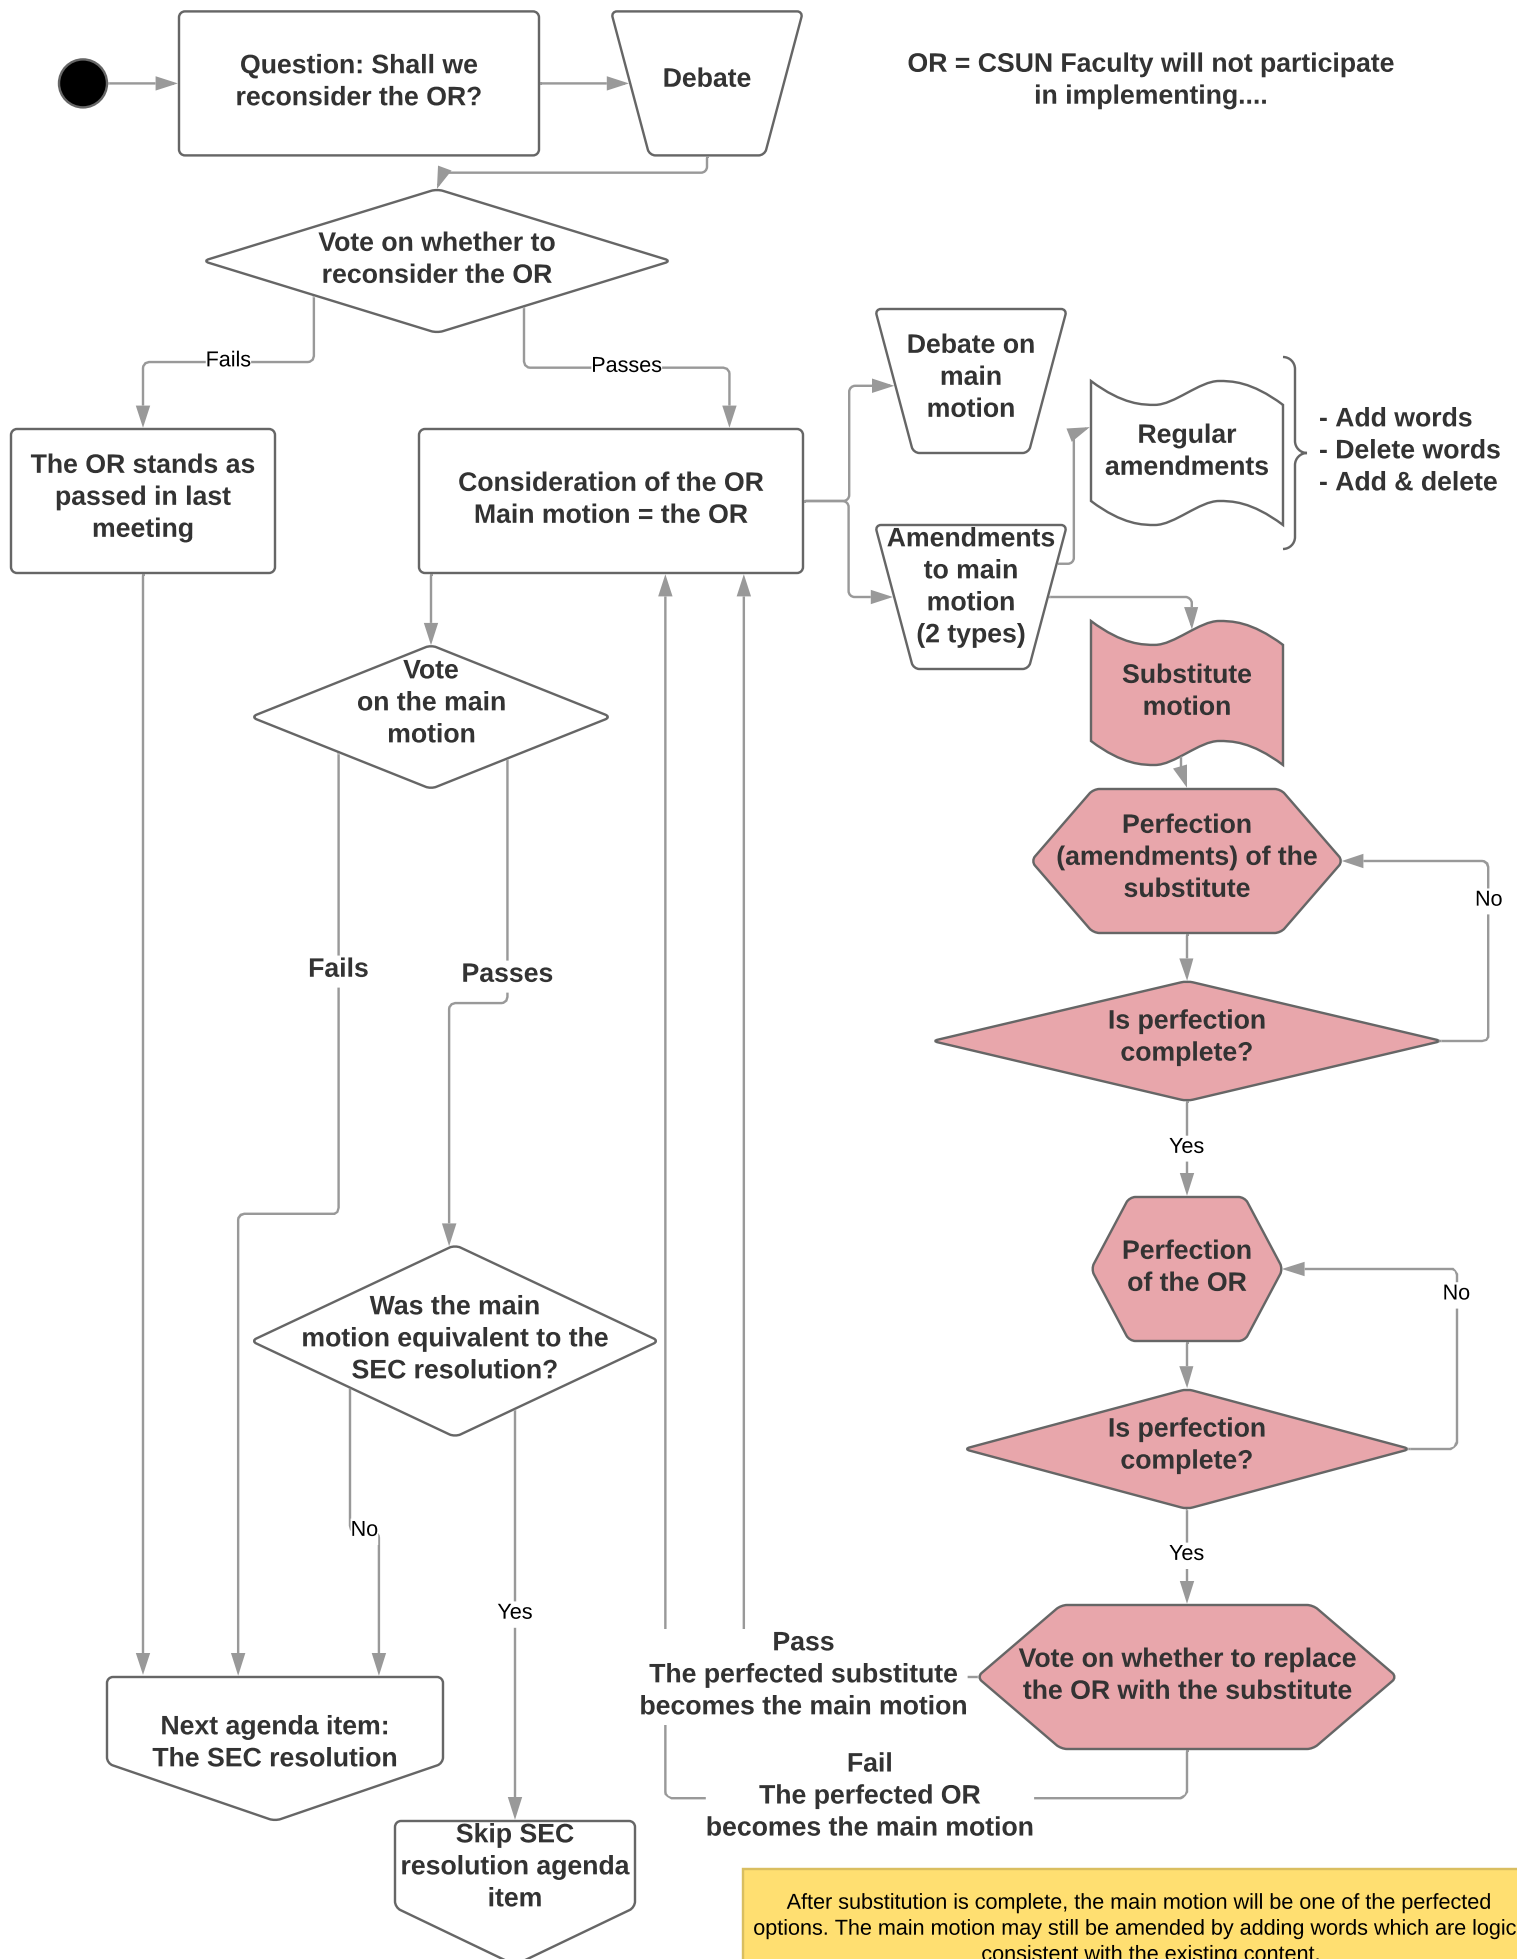 Question: Shall we
reconsider the OR?
Debate
OR = CSUN Faculty will not participate
in implementing....
Vote on whether to
reconsider the OR
Fails
Passes
Debate on
main
motion
Regular
amendments
- Add words
- Delete words
- Add & delete
The OR stands as
passed in last
meeting
Consideration of the OR
Main motion = the OR
Amendments
to main
motion
(2 types)
Substitute
motion
Vote
on the main
motion
Perfection
(amendments) of the
substitute
No
Fails
Passes
Is perfection
complete?
Yes
Perfection
of the OR
No
Was the main
motion equivalent to the
SEC resolution?
Is perfection
complete?
No
Yes
Yes
Pass
The perfected substitute
becomes the main motion
Vote on whether to replace
the OR with the substitute
Next agenda item:
The SEC resolution
Fail
The perfected OR
becomes the main motion
Skip SEC
resolution agenda
item
After substitution is complete, the main motion will be one of the perfected
options. The main motion may still be amended by adding words which are logic
consistent with the existing content.